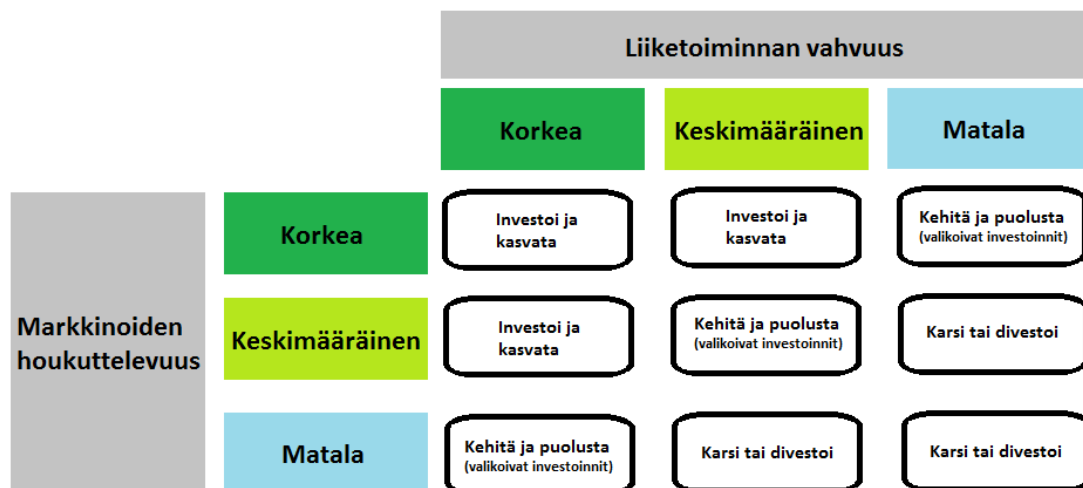 Liiketoiminnan vahvuus
Korkea
Keskimääräinen
Matala
Markkinoiden
houkuttelevuus
Korkea
Investoi ja
kasvata
Investoi ja
kasvata
Kehitä ja puolusta
(valikoivat investoinnit)
Keskimääräinen
Investoi ja
kasvata
Kehitä ja puolusta
(valikoivat investoinnit)
Karsi tai divestoi
Matala
Kehitä ja puolusta
(valikoivat investoinnit)
Karsi tai divestoi
Karsi tai divestoi